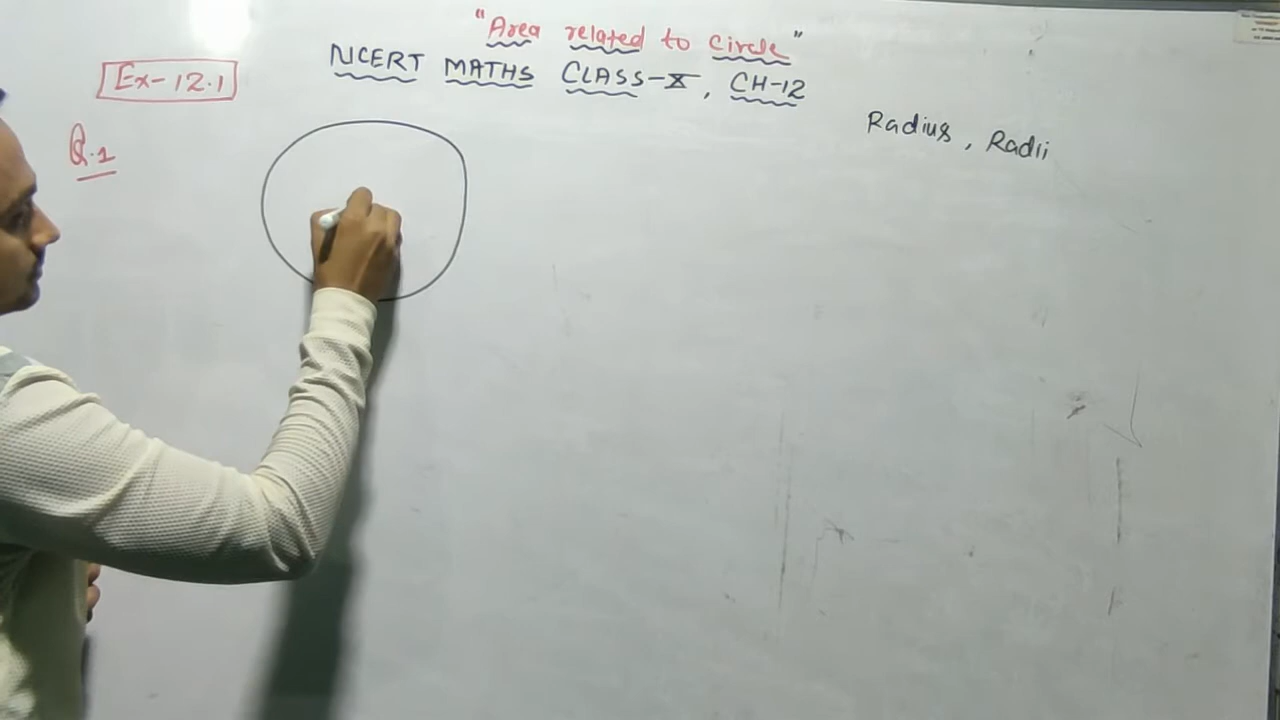 "Area related to Circle"
NCERT MATHS CLASS-X, CH-12
Ex-12.1
Radius, Radii
Q.1